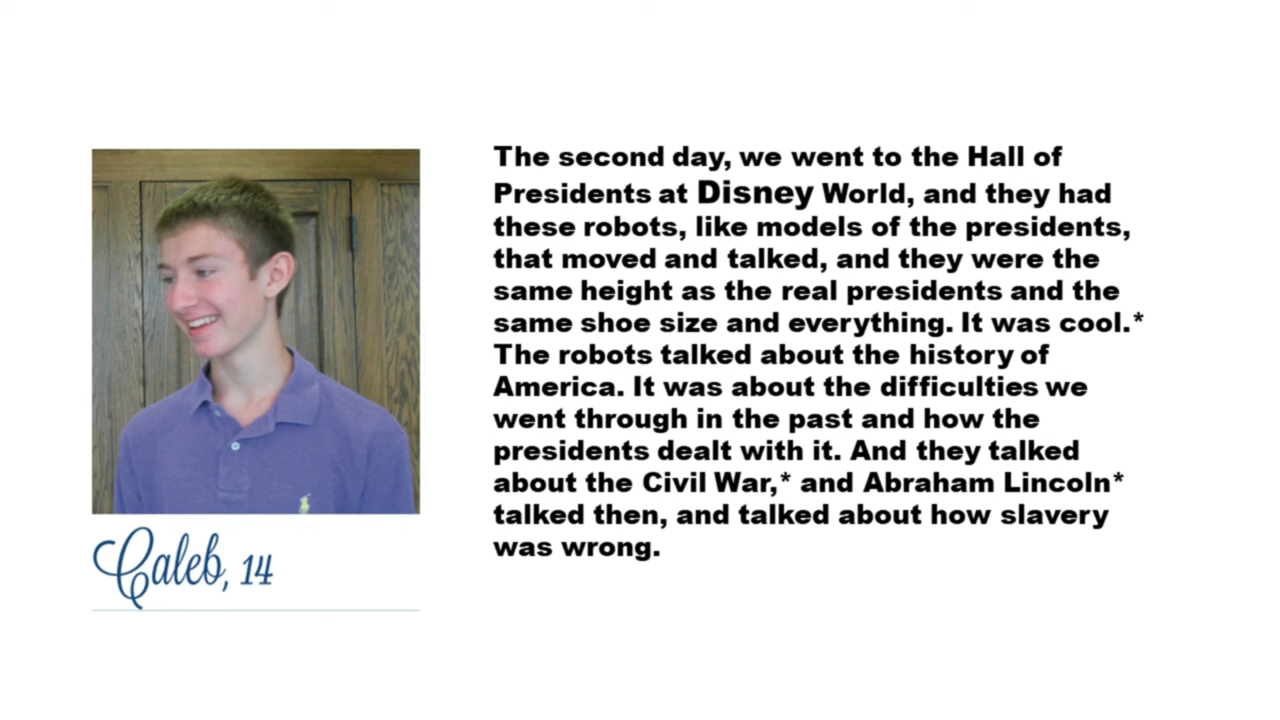 The second day, we went to the Hall of
Presidents at Disney World, and they had
these robots, like models of the presidents,
that moved and talked, and they were the
same height as the real presidents and the
same shoe size and everything. It was cool.*
The robots talked about the history of
America. It was about the difficulties we
went through in the past and how the
presidents dealt with it. And they talked
about the Civil War,* and Abraham Lincoln*
talked then, and talked about how slavery
was wrong.
Caleb, 14